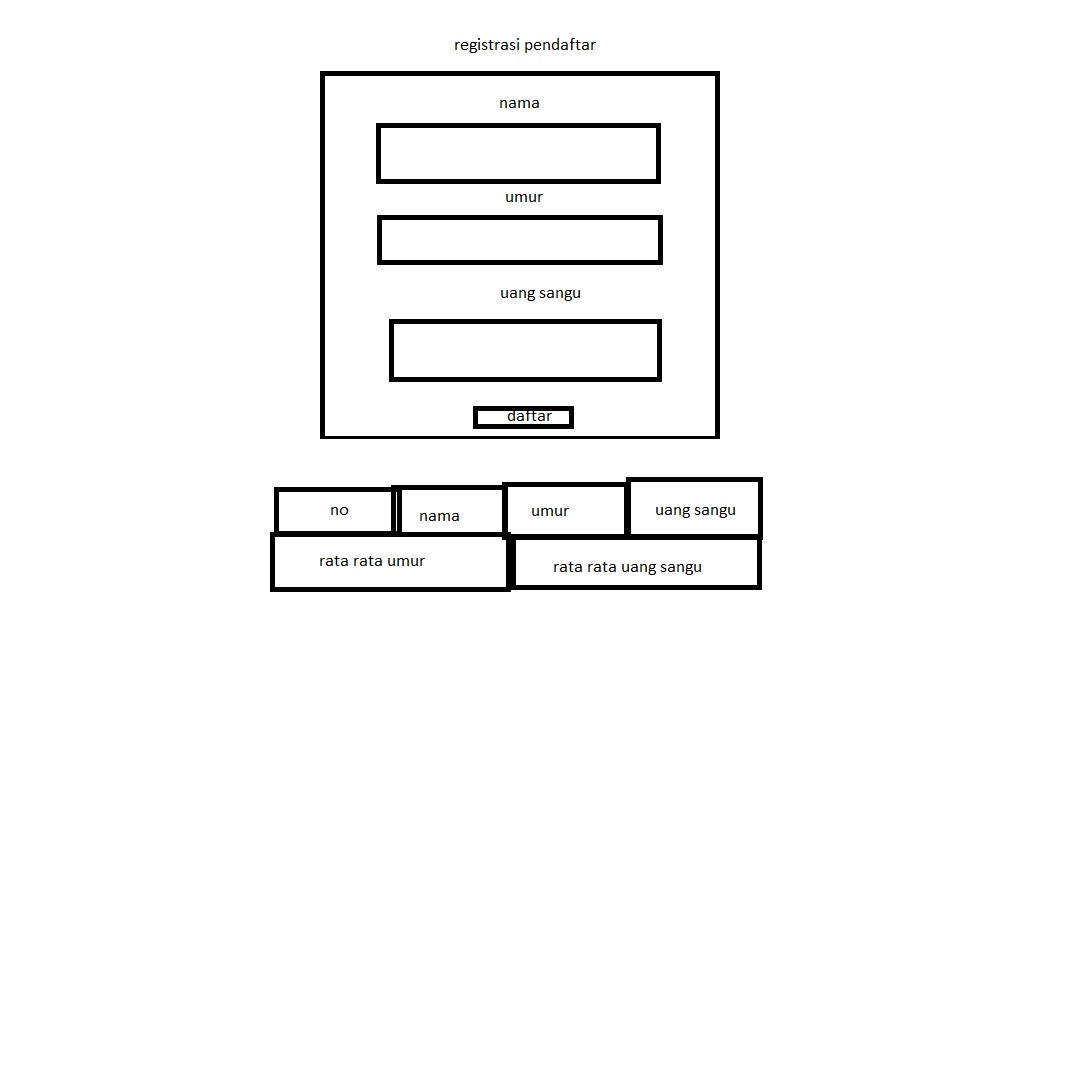 registrasi pendaftar
nama
umur
uang sangu
daftar
no nama umur uang sangu
rata rata umur rata rata uang sangu